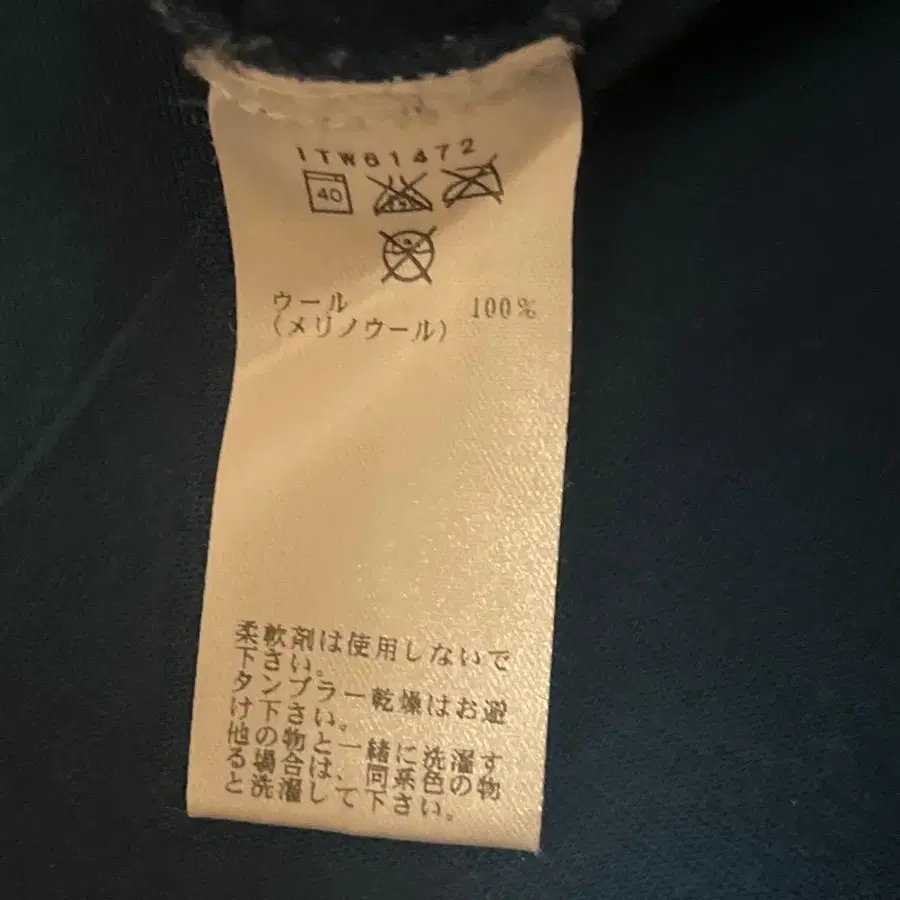 ITW61472
40
ウール 100%
(メリノウール)
柔軟剤は使用しないで
下さい。
タンブラー乾燥はお避
け下さい。
他の物と一緒に洗濯す
る場合は、同系色の物
と洗濯して下さい。